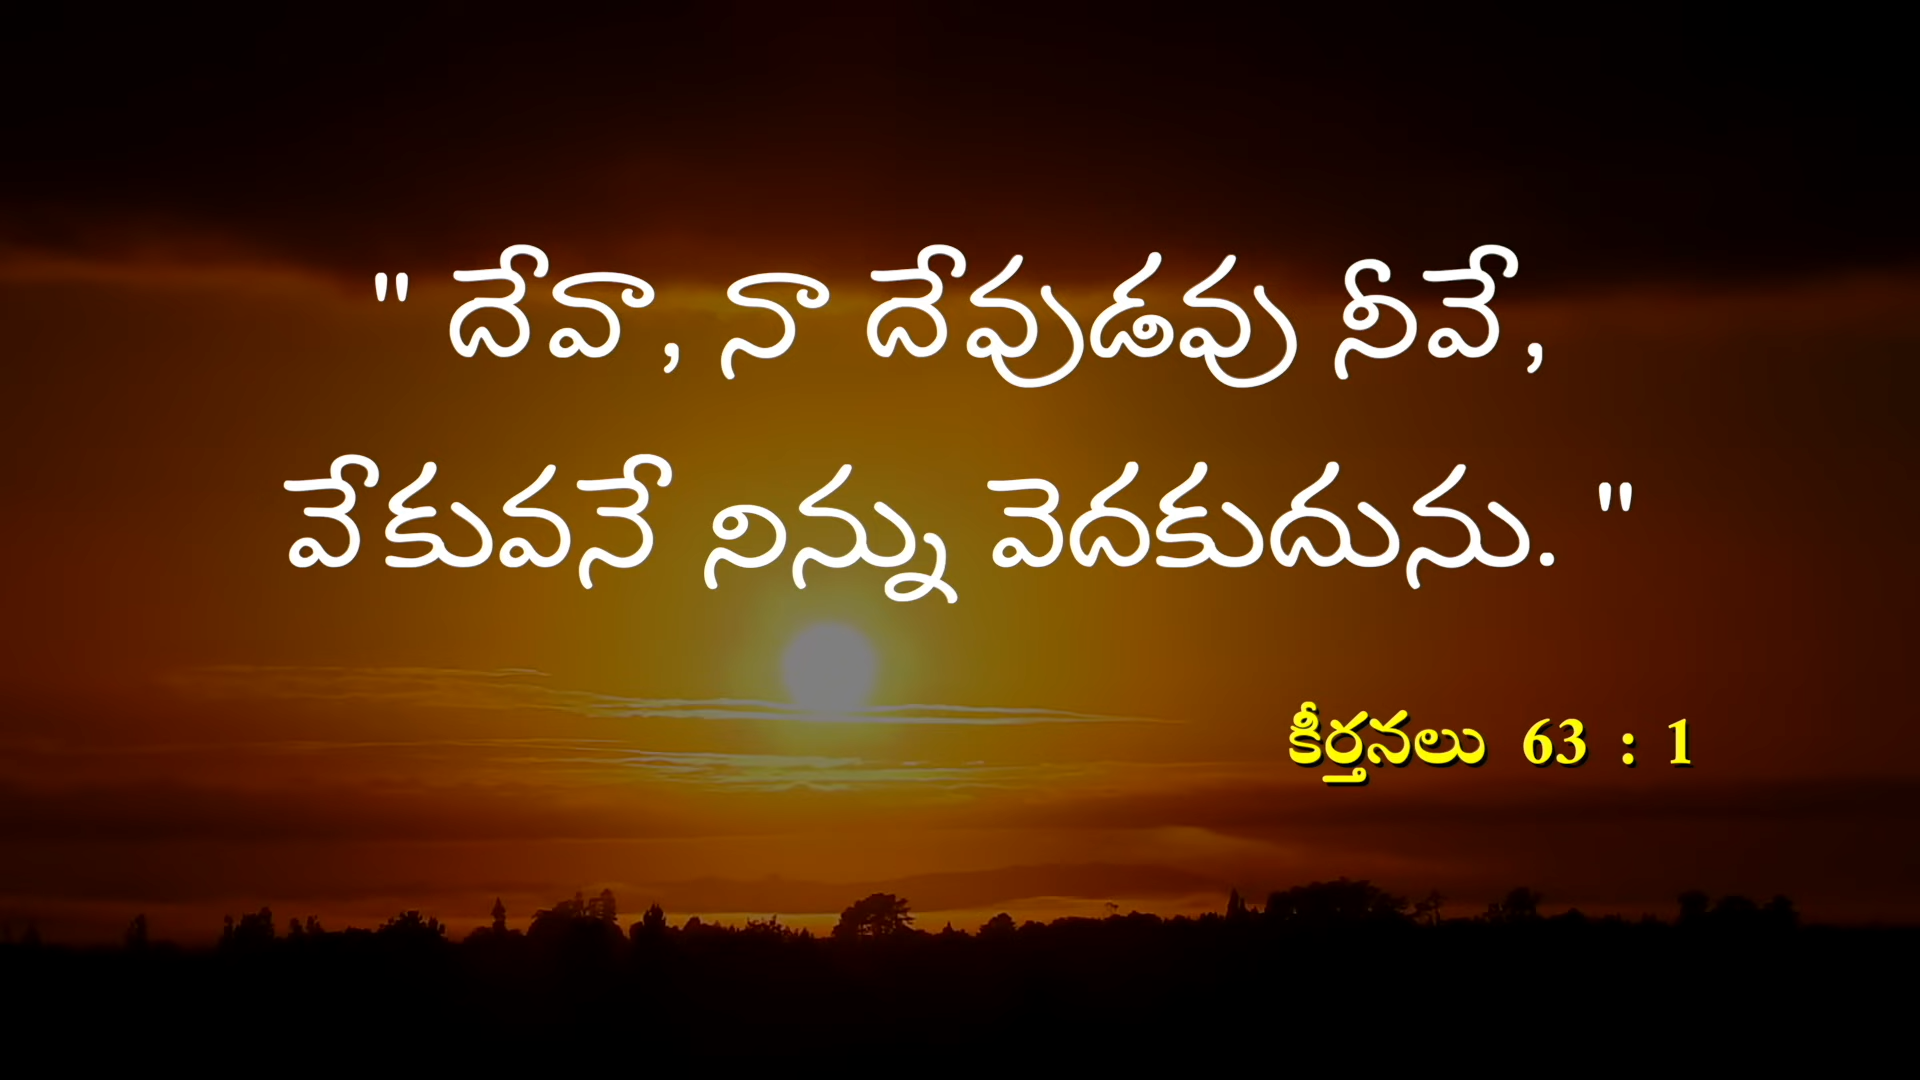 " దేవా, నా దేవుడవు నీవే,
వేకువనే నిన్ను వెదకుదును. "
కీర్తనలు 63 : 1